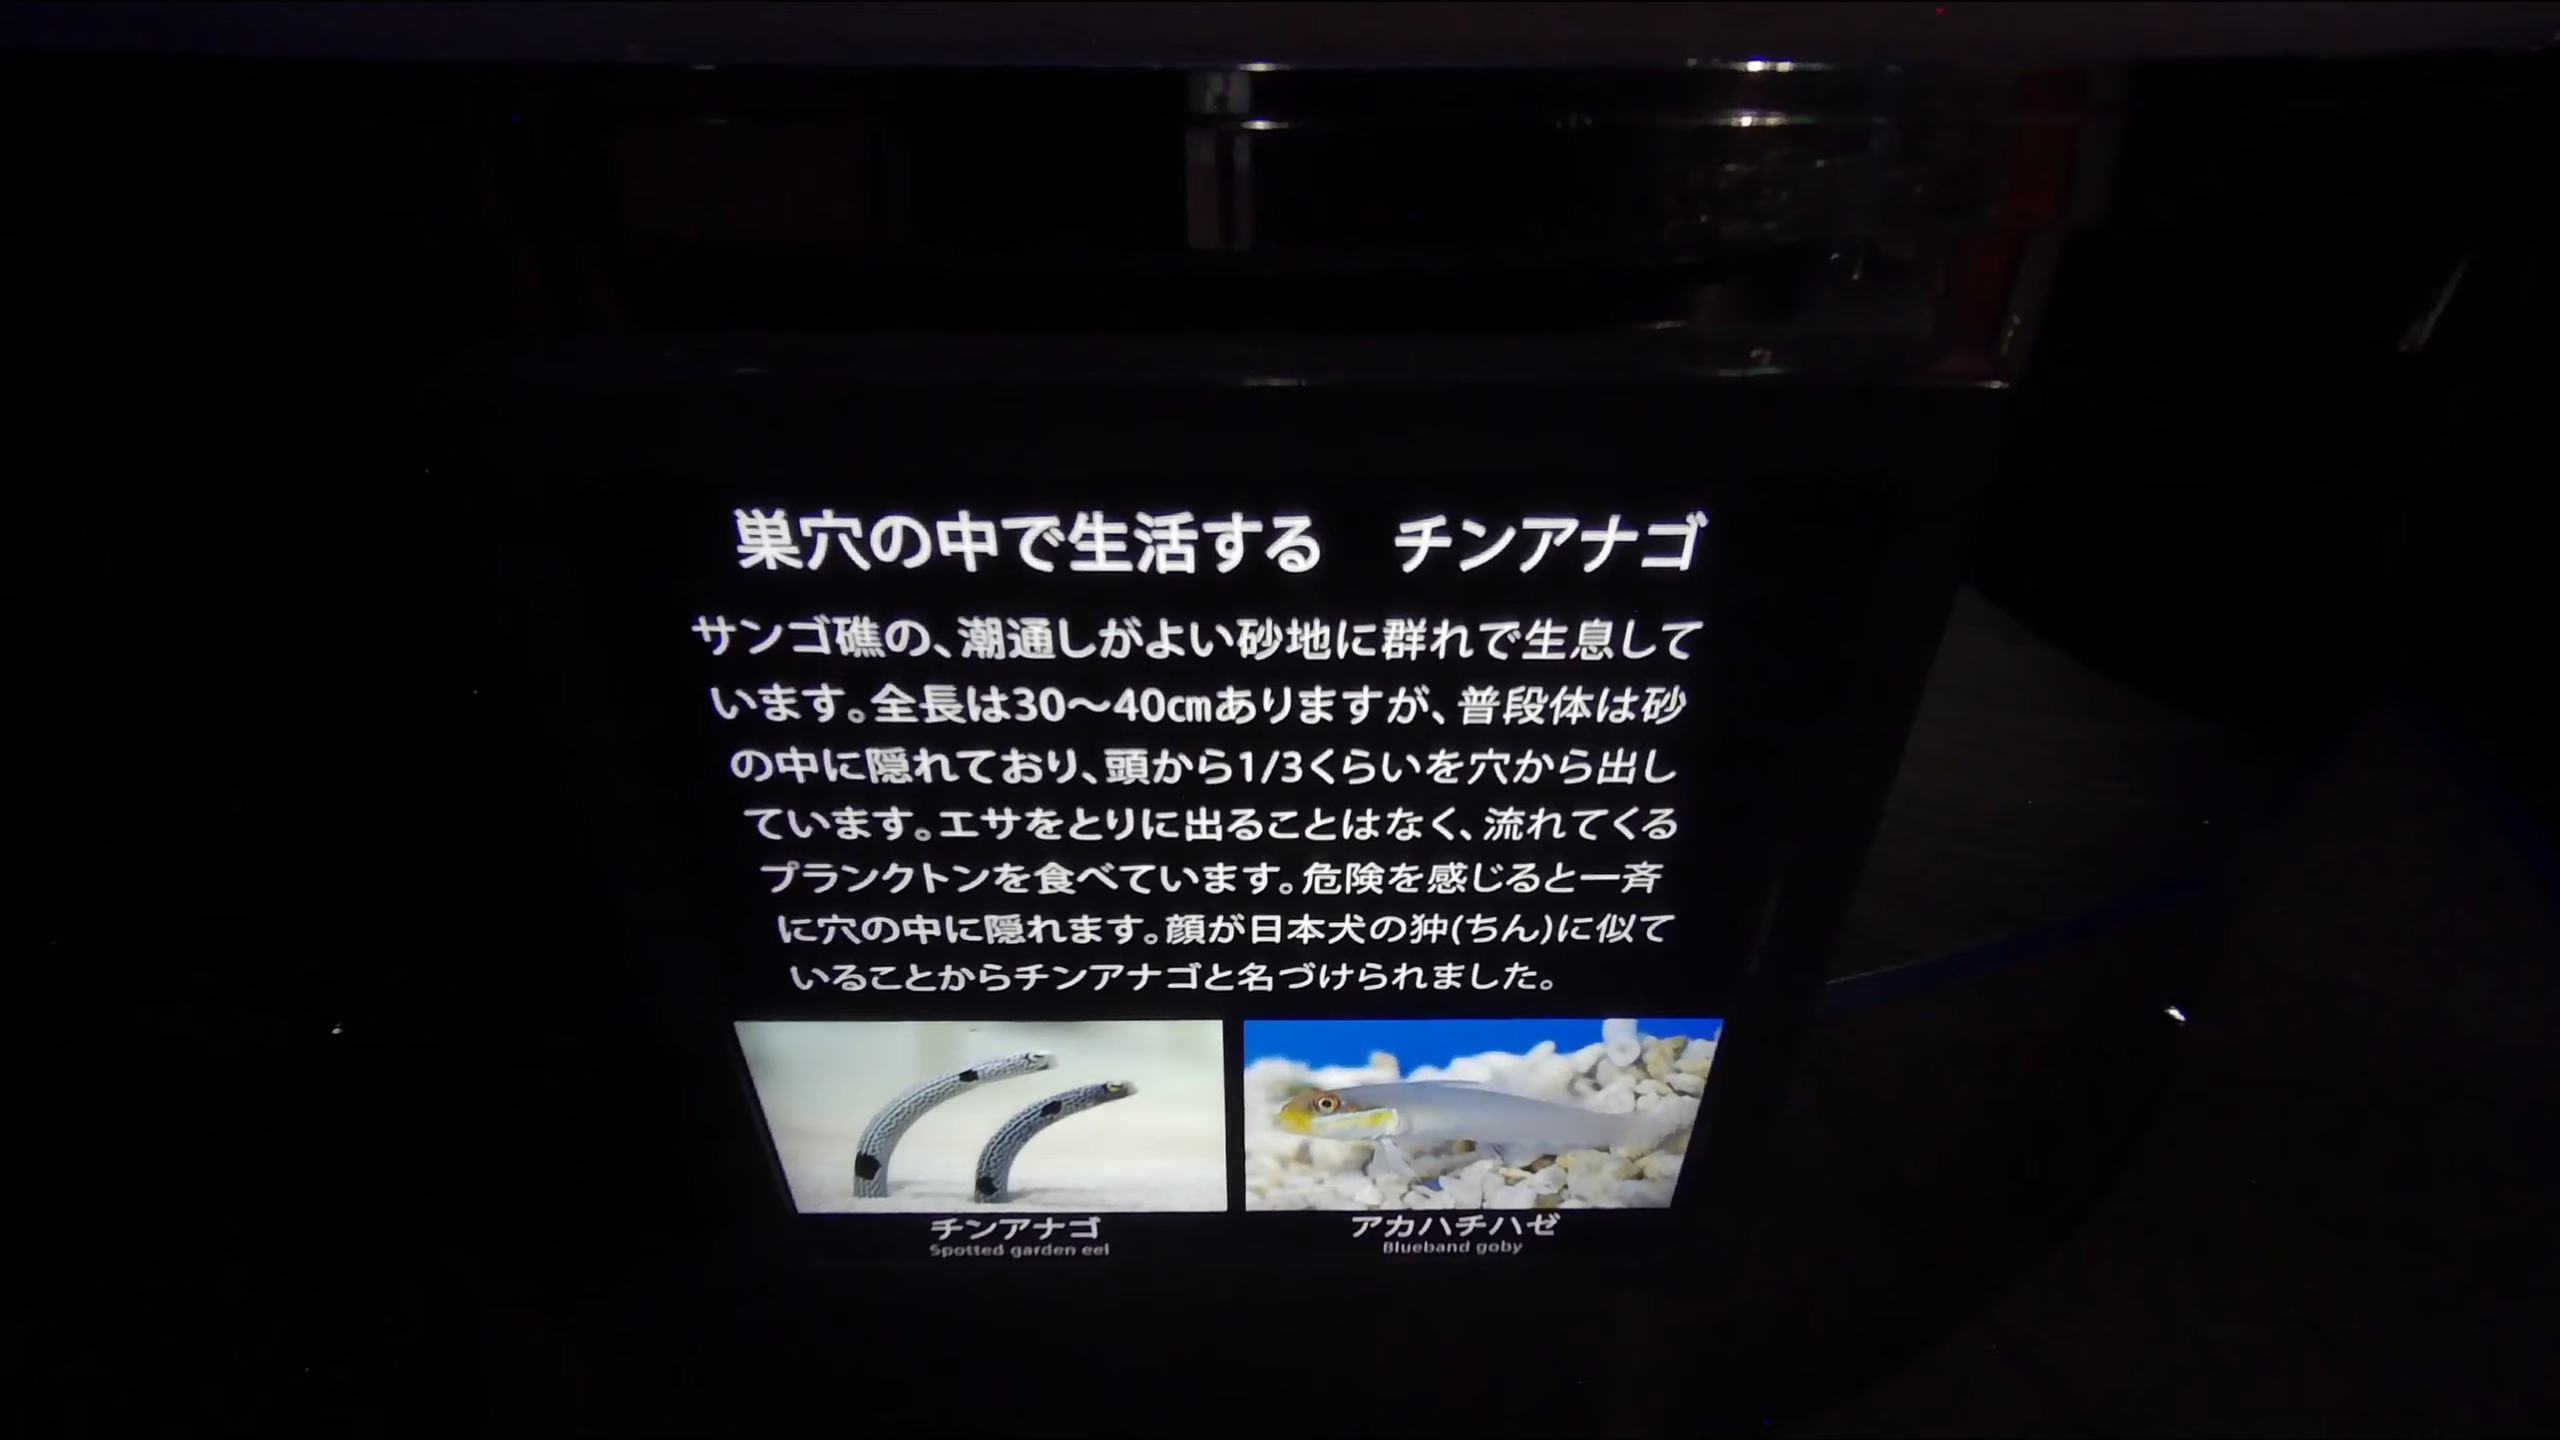 巣穴の中で生活する　チンアナゴ
サンゴ礁の、潮通しがよい砂地に群れで生息して
います。全長は30〜40㎝ありますが、普段体は砂
の中に隠れており、頭から1/3くらいを穴から出し
ています。エサをとりに出ることはなく、流れてくる
プランクトンを食べています。危険を感じると一斉
に穴の中に隠れます。顔が日本犬の狆(ちん)に似て
いることからチンアナゴと名づけられました。
チンアナゴ
Spotted garden eel
アカハチハゼ
Blueband goby